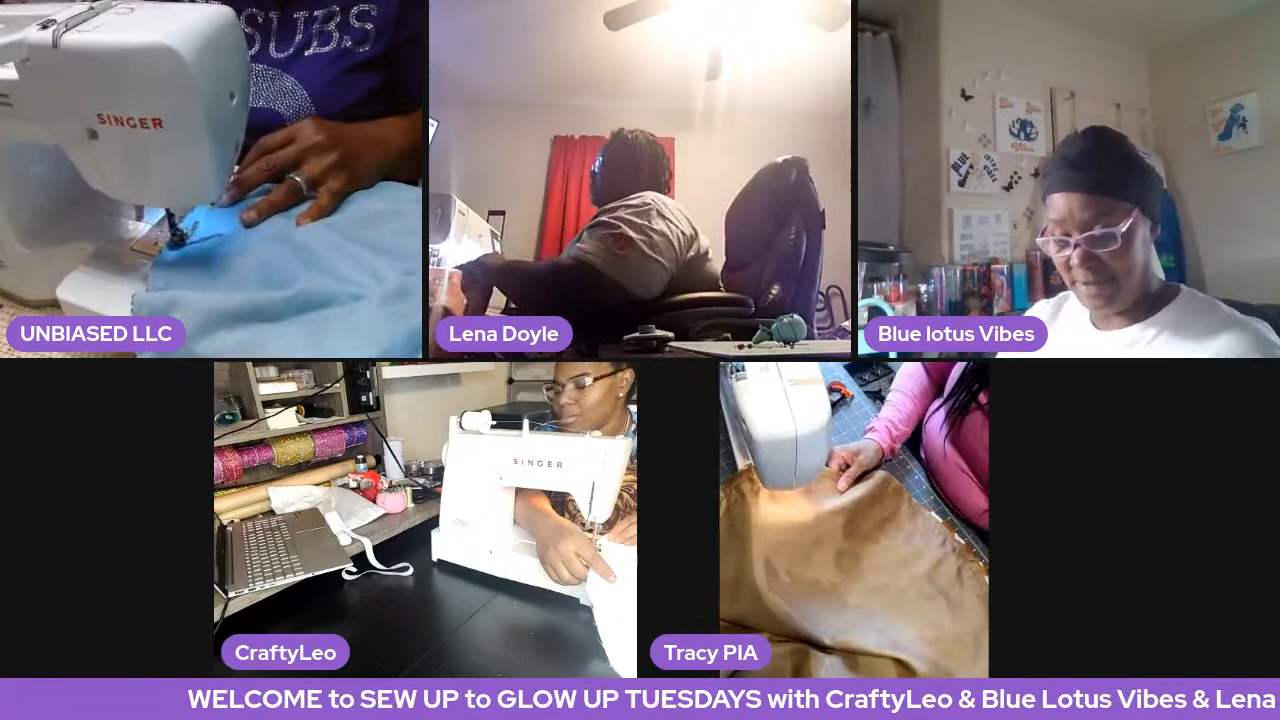 SUBS
SINGER
UNBIASED LLC
Lena Doyle
BLUE
Blue lotus Vibes
SINGER
CraftyLeo
Tracy PIA
WELCOME to SEW UP to GLOW UP TUESDAYS with CraftyLeo & Blue Lotus Vibes & Lena